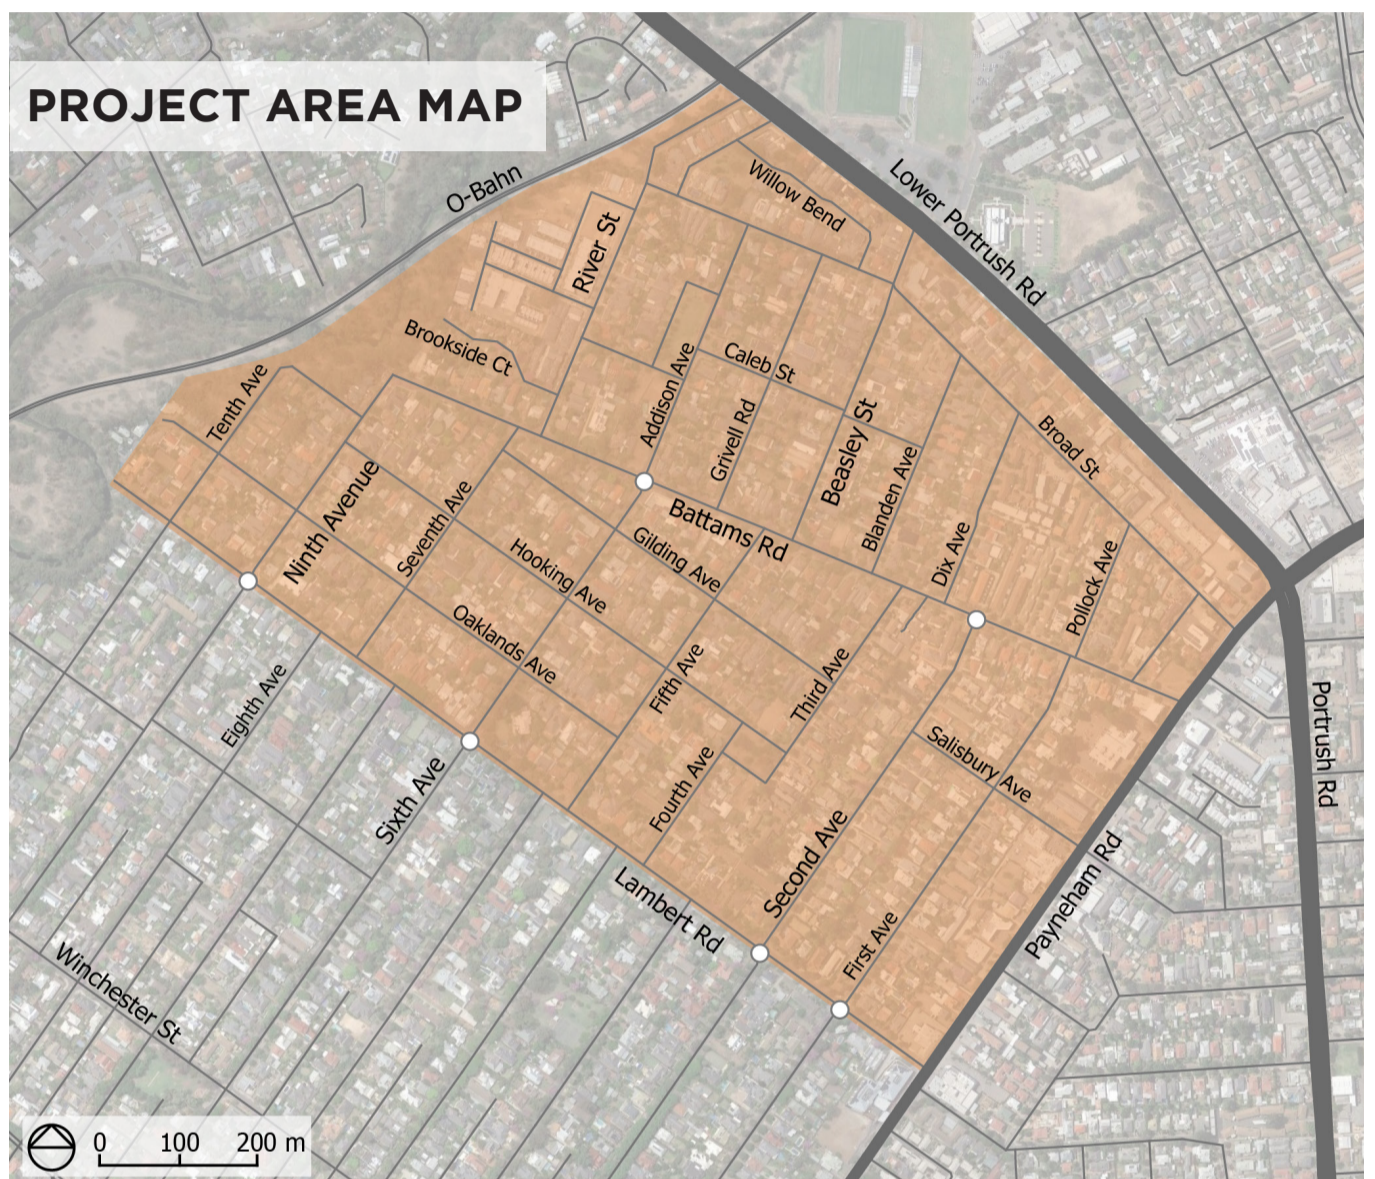 PROJECT AREA MAP
O-Bahn
Willow Bend
Lower Portrush Rd
River St
Brookside Ct
Tenth Ave
Addison Ave
Caleb St
Grivell Rd
Beasley St
Blanden Ave
Broad St
Ninth Avenue
Seventh Ave
Battams Rd
Gilding Ave
Hooking Ave
Dix Ave
Pollock Ave
Oaklands Ave
Eighth Ave
Fifth Ave
Third Ave
Salisbury Ave
Portrush Rd
Sixth Ave
Fourth Ave
Second Ave
Lambert Rd
First Ave
Payneham Rd
Winchester St
0 100 200 m